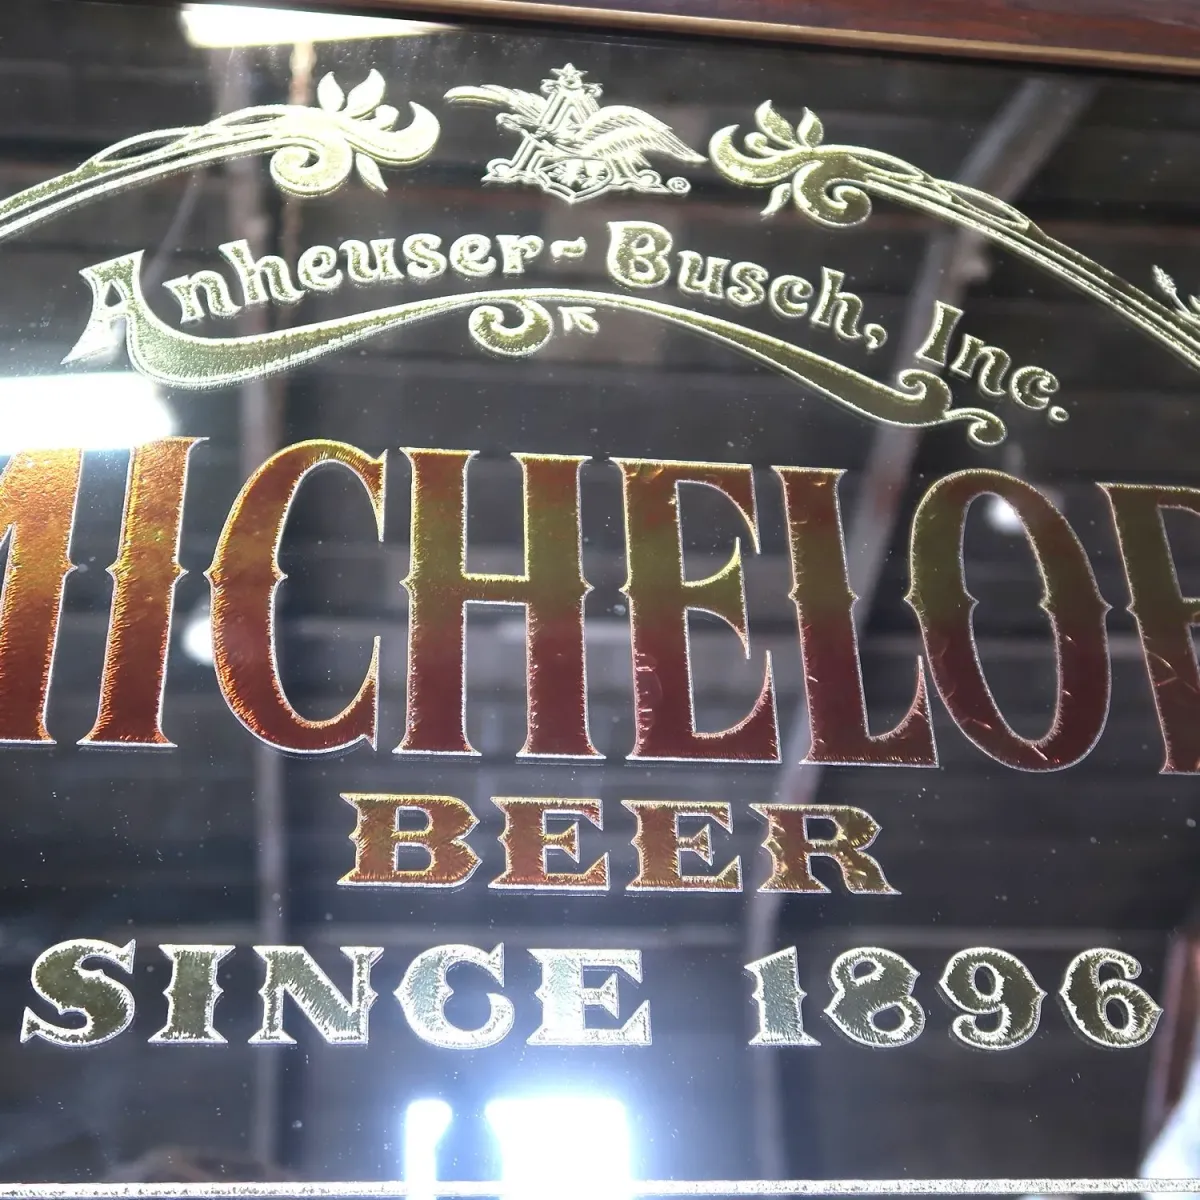 ®
Anheuser-Busch, Inc.
MICHELOB
BEER
SINCE 1896